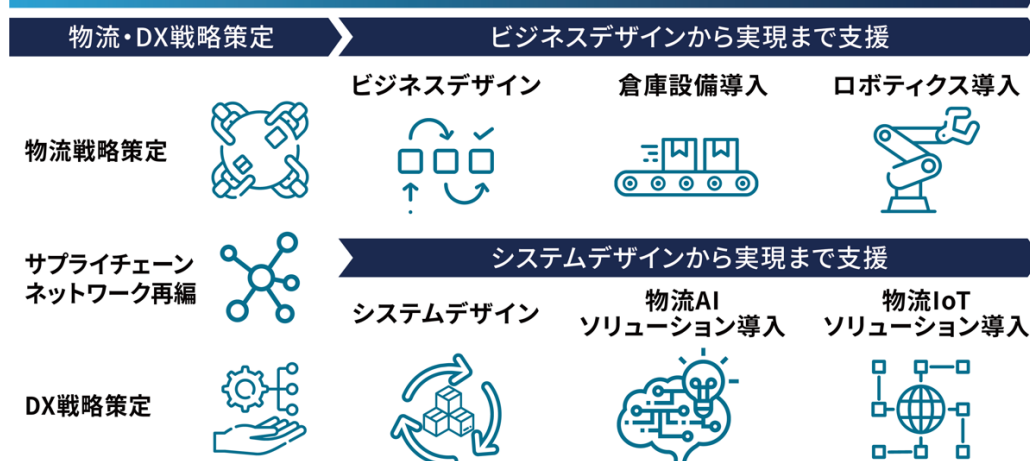 物流・DX戦略策定
物流戦略策定
サプライチェーン
ネットワーク再編
DX戦略策定
ビジネスデザインから実現まで支援
ビジネスデザイン
倉庫設備導入
ロボティクス導入
システムデザインから実現まで支援
システムデザイン
物流AI
ソリューション導入
物流IoT
ソリューション導入